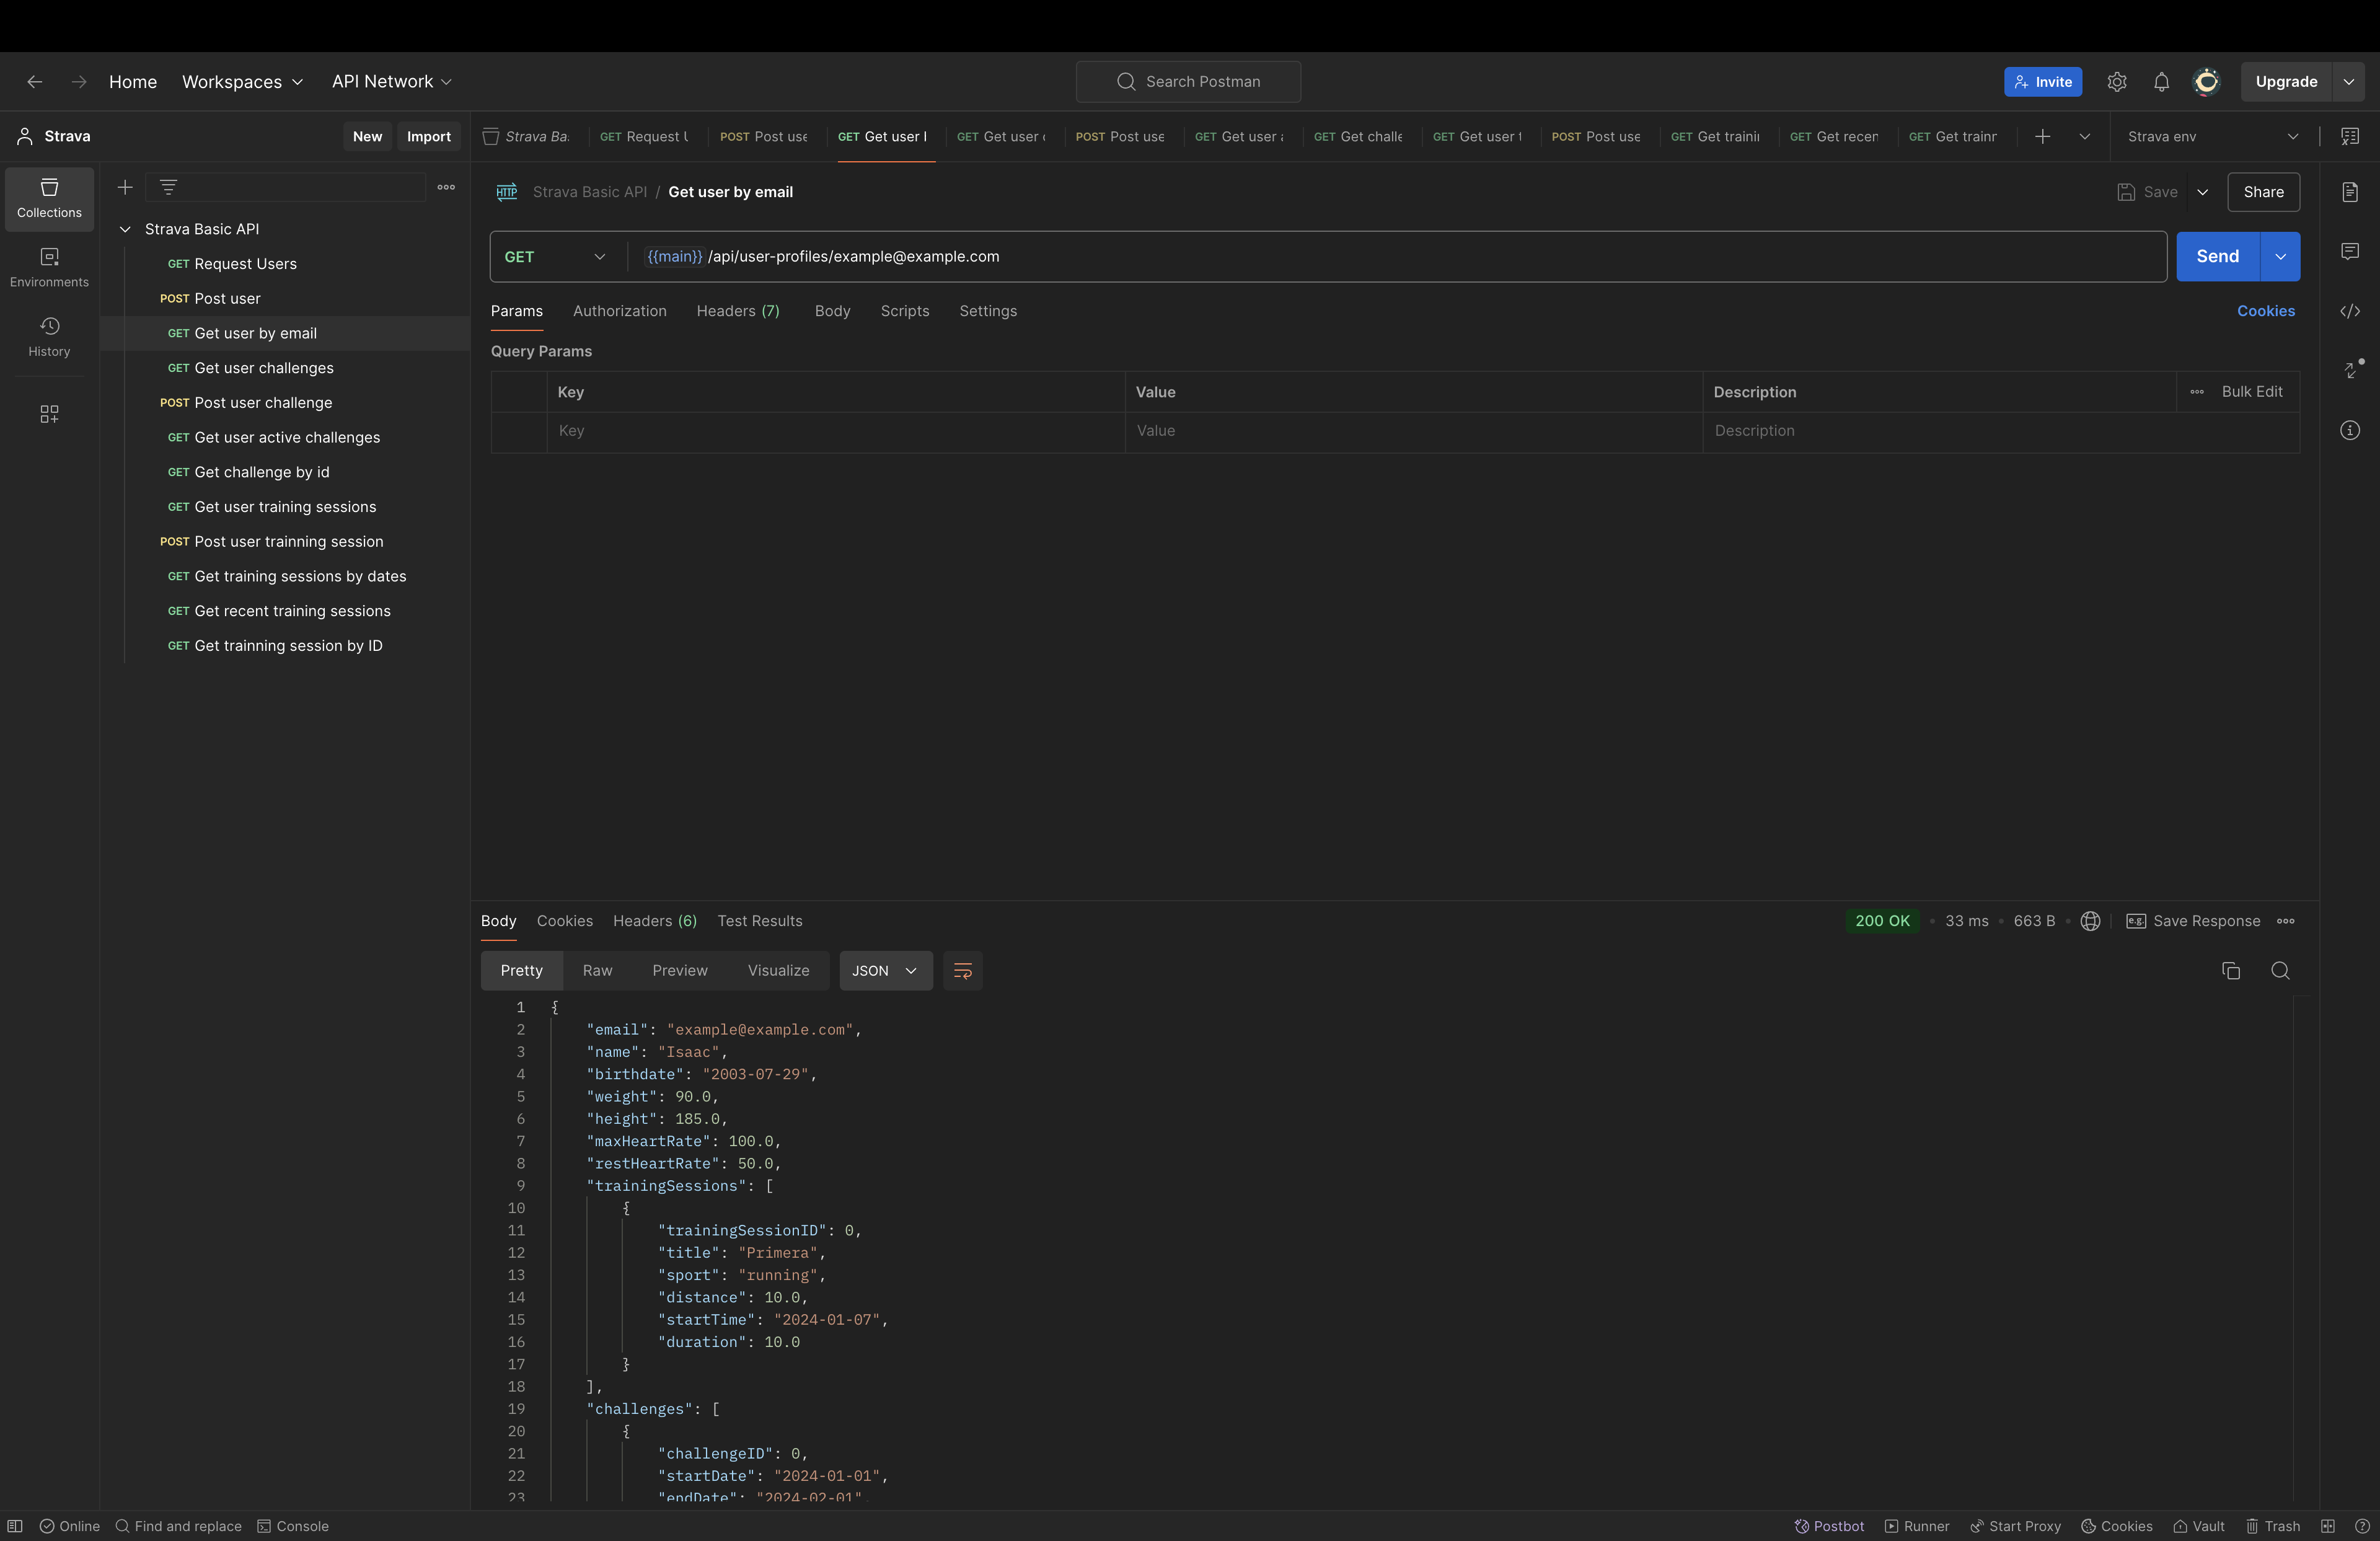 Home Workspaces API Network Search Postman Invite Upgrade
Strava New Import
Strava Ba. GET Request U POST Post use GET Get user GET Get user POST Post use GET Get user GET Get challe GET Get user POST Post use GET Get traini GET Get recen GET Get trainr Strava env
Collections
Environments
History
Strava Basic API
GET Request Users
POST Post user
GET Get user by email
GET Get user challenges
POST Post user challenge
GET Get user active challenges
GET Get challenge by id
GET Get user training sessions
POST Post user trainning session
GET Get training sessions by dates
GET Get recent training sessions
GET Get trainning session by ID
HTTP Strava Basic API / Get user by email Save Share
GET {{main}} /api/user-profiles/example@example.com Send
Params Authorization Headers (7) Body Scripts Settings Cookies
Query Params
Key Value Description Bulk Edit
Key Value Description
Body Cookies Headers (6) Test Results 200 OK 33 ms 663 B e.g. Save Response
Pretty Raw Preview Visualize JSON
1 {
2 "email": "example@example.com",
3 "name": "Isaac",
4 "birthdate": "2003-07-29",
5 "weight": 90.0,
6 "height": 185.0,
7 "maxHeartRate": 100.0,
8 "restHeartRate": 50.0,
9 "trainingSessions": [
10 {
11 "trainingSessionID": 0,
12 "title": "Primera",
13 "sport": "running",
14 "distance": 10.0,
15 "startTime": "2024-01-07",
16 "duration": 10.0
17 }
18 ],
19 "challenges": [
20 {
21 "challengeID": 0,
22 "startDate": "2024-01-01",
23 "endDate": "2024-02-01",
Online Find and replace Console Postbot Runner Start Proxy Cookies Vault Trash